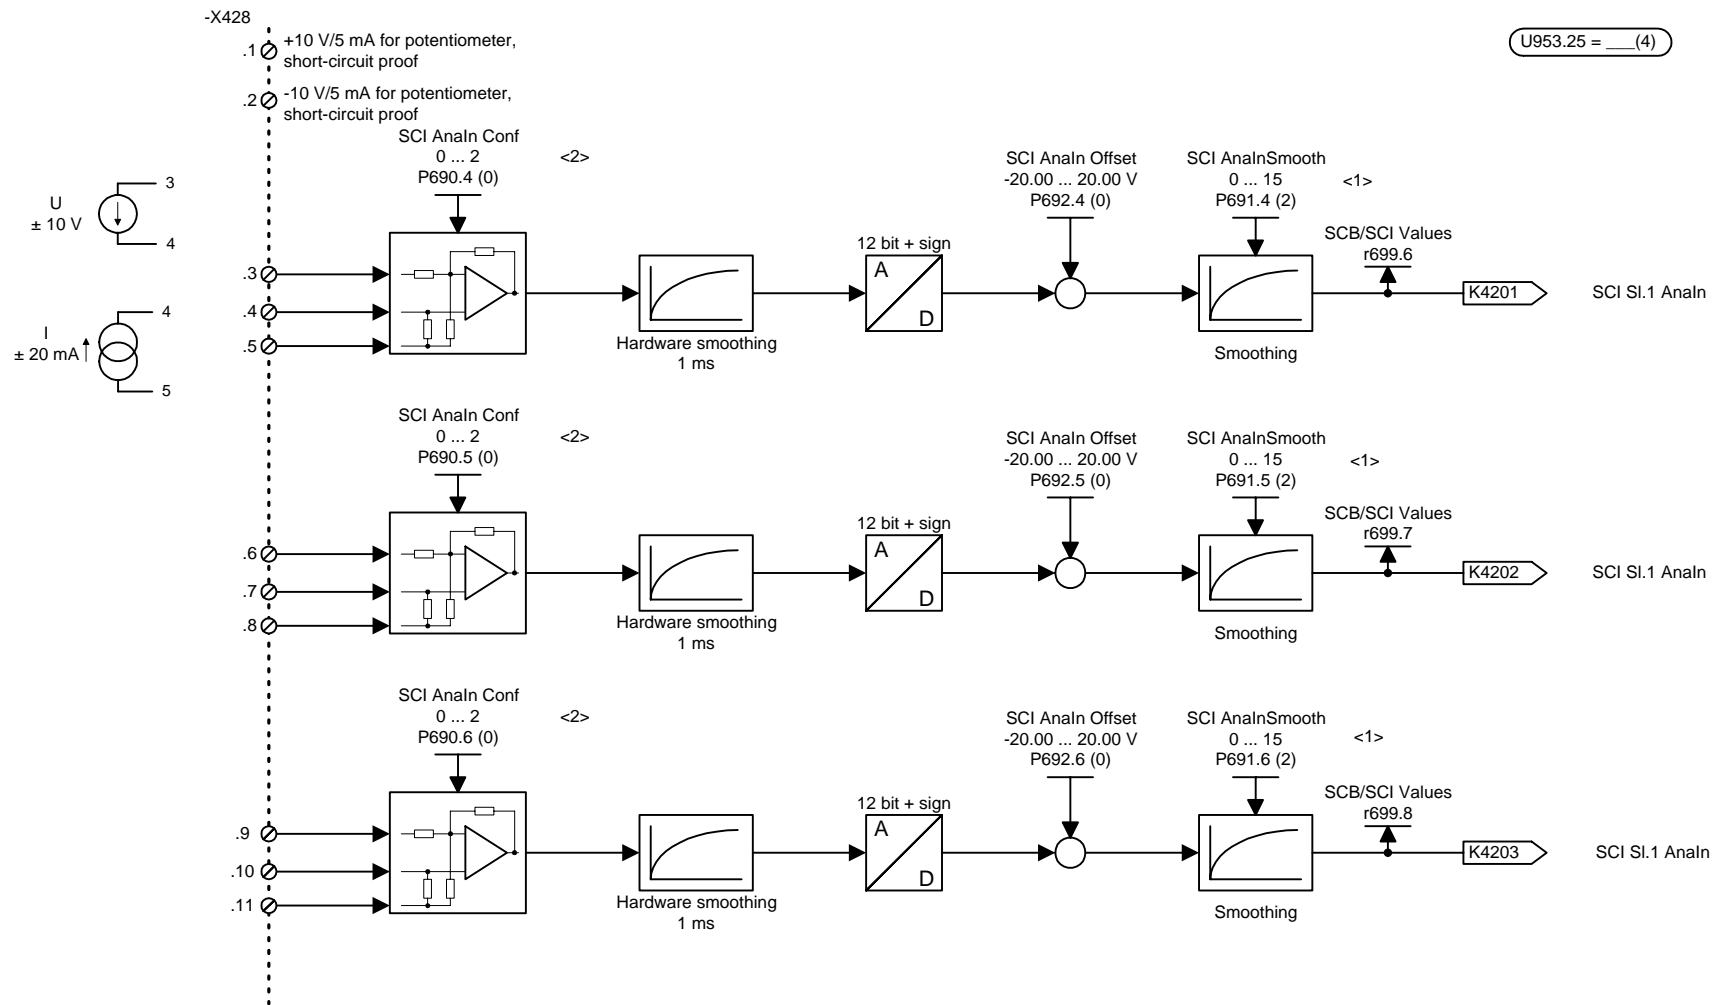 -X428
.1 +10 V/5 mA for potentiometer,
short-circuit proof
U953.25 = ___(4)
.2 -10 V/5 mA for potentiometer,
short-circuit proof
SCI AnaIn Conf
0 ... 2 <2>
P690.4 (0)
SCI AnaIn Offset
-20.00 ... 20.00 V
P692.4 (0)
SCI AnaInSmooth
0 ... 15 <1>
P691.4 (2)
U
± 10 V
3
4
SCB/SCI Values
r699.6
12 bit + sign
A
D
.3
.4
.5
K4201
SCI Sl.1 AnaIn
I
± 20 mA
4
5
Hardware smoothing
1 ms
Smoothing
SCI AnaIn Conf
0 ... 2 <2>
P690.5 (0)
SCI AnaIn Offset
-20.00 ... 20.00 V
P692.5 (0)
SCI AnaInSmooth
0 ... 15 <1>
P691.5 (2)
SCB/SCI Values
r699.7
12 bit + sign
A
D
.6
.7
.8
K4202
SCI Sl.1 AnaIn
Hardware smoothing
1 ms
Smoothing
SCI AnaIn Conf
0 ... 2 <2>
P690.6 (0)
SCI AnaIn Offset
-20.00 ... 20.00 V
P692.6 (0)
SCI AnaInSmooth
0 ... 15 <1>
P691.6 (2)
SCB/SCI Values
r699.8
12 bit + sign
A
D
.9
.10
.11
K4203
SCI Sl.1 AnaIn
Hardware smoothing
1 ms
Smoothing